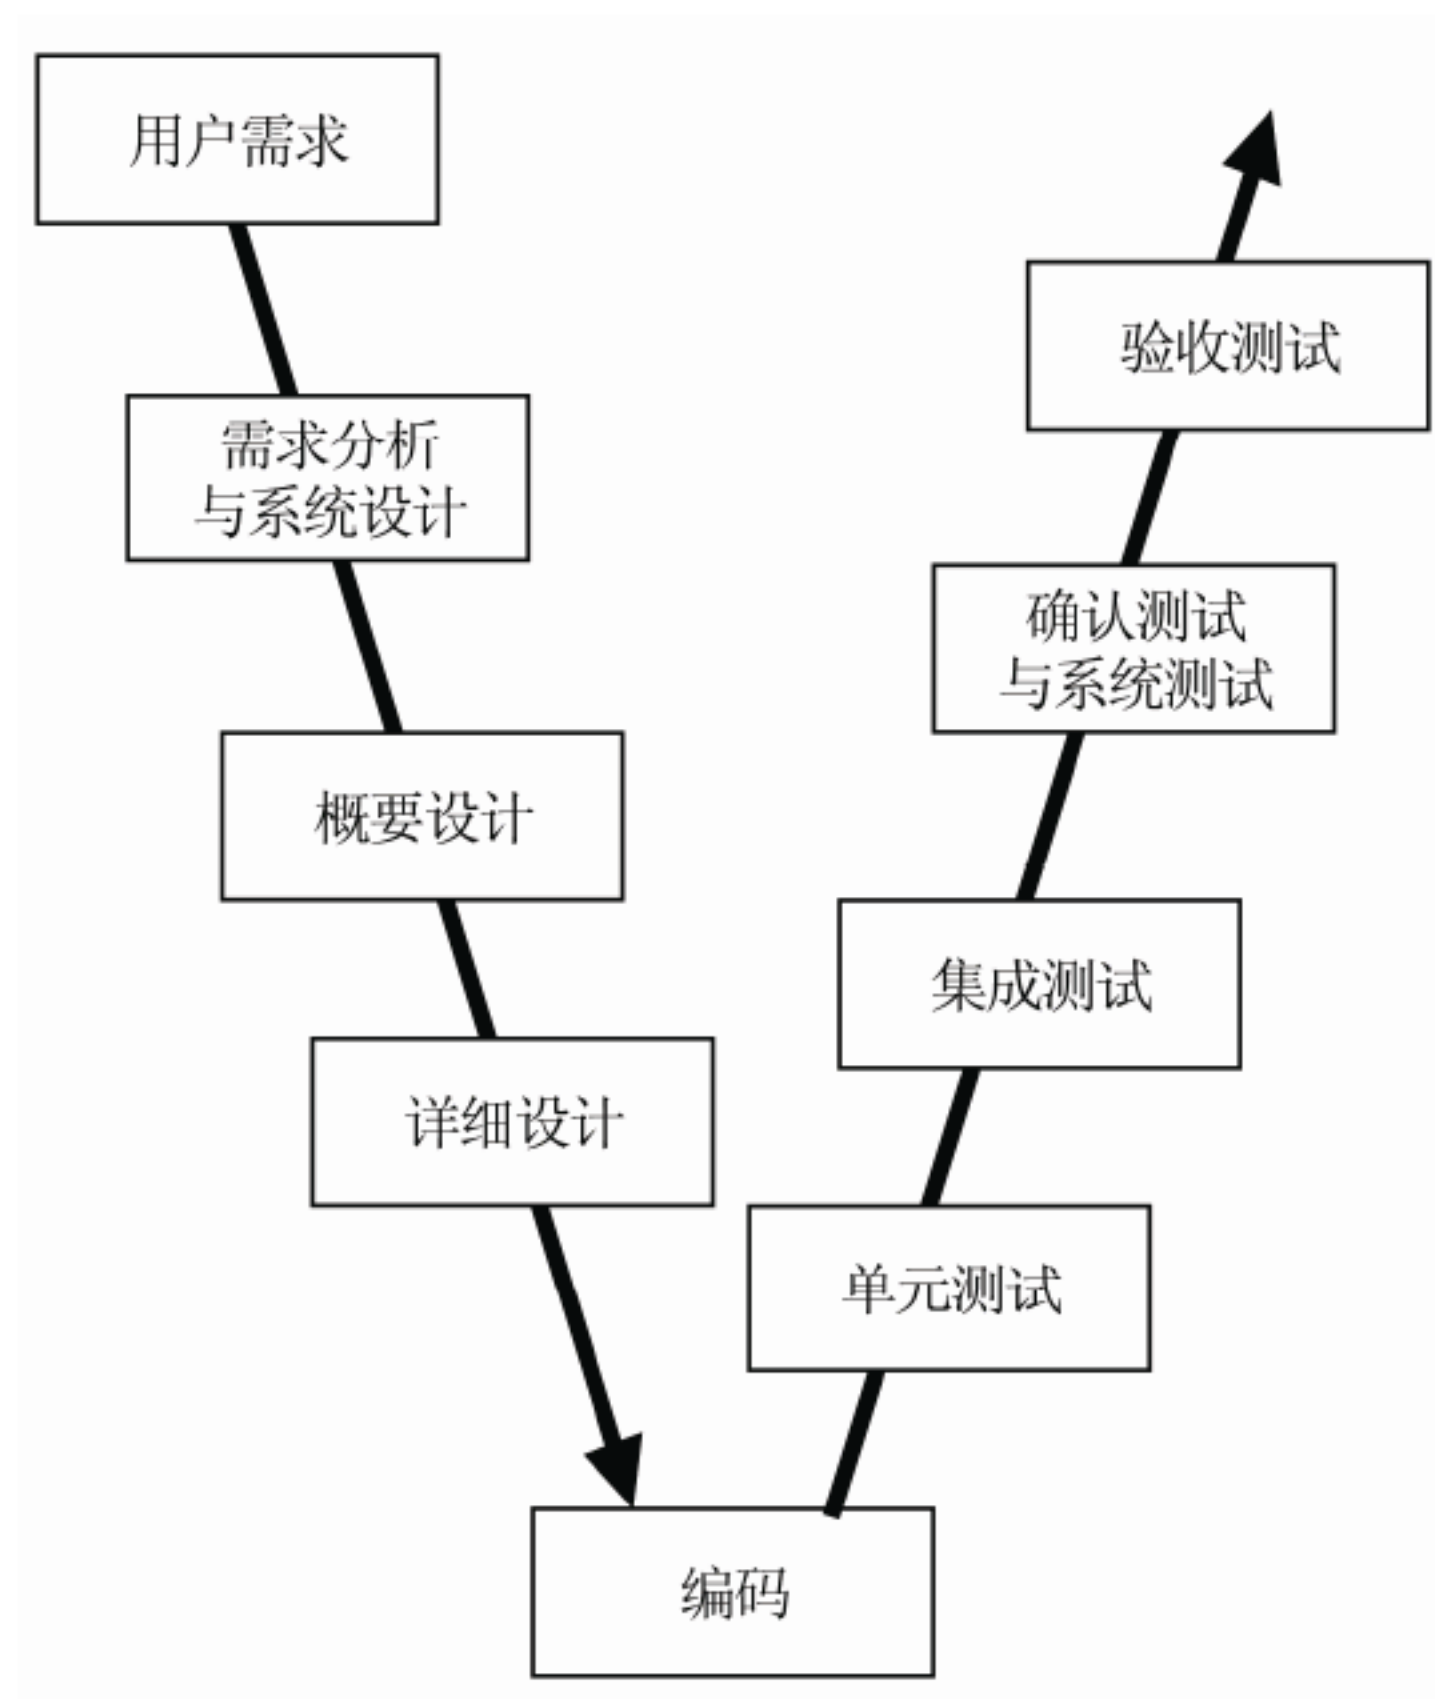 用户需求
需求分析
与系统设计
概要设计
详细设计
编码
单元测试
集成测试
确认测试
与系统测试
验收测试